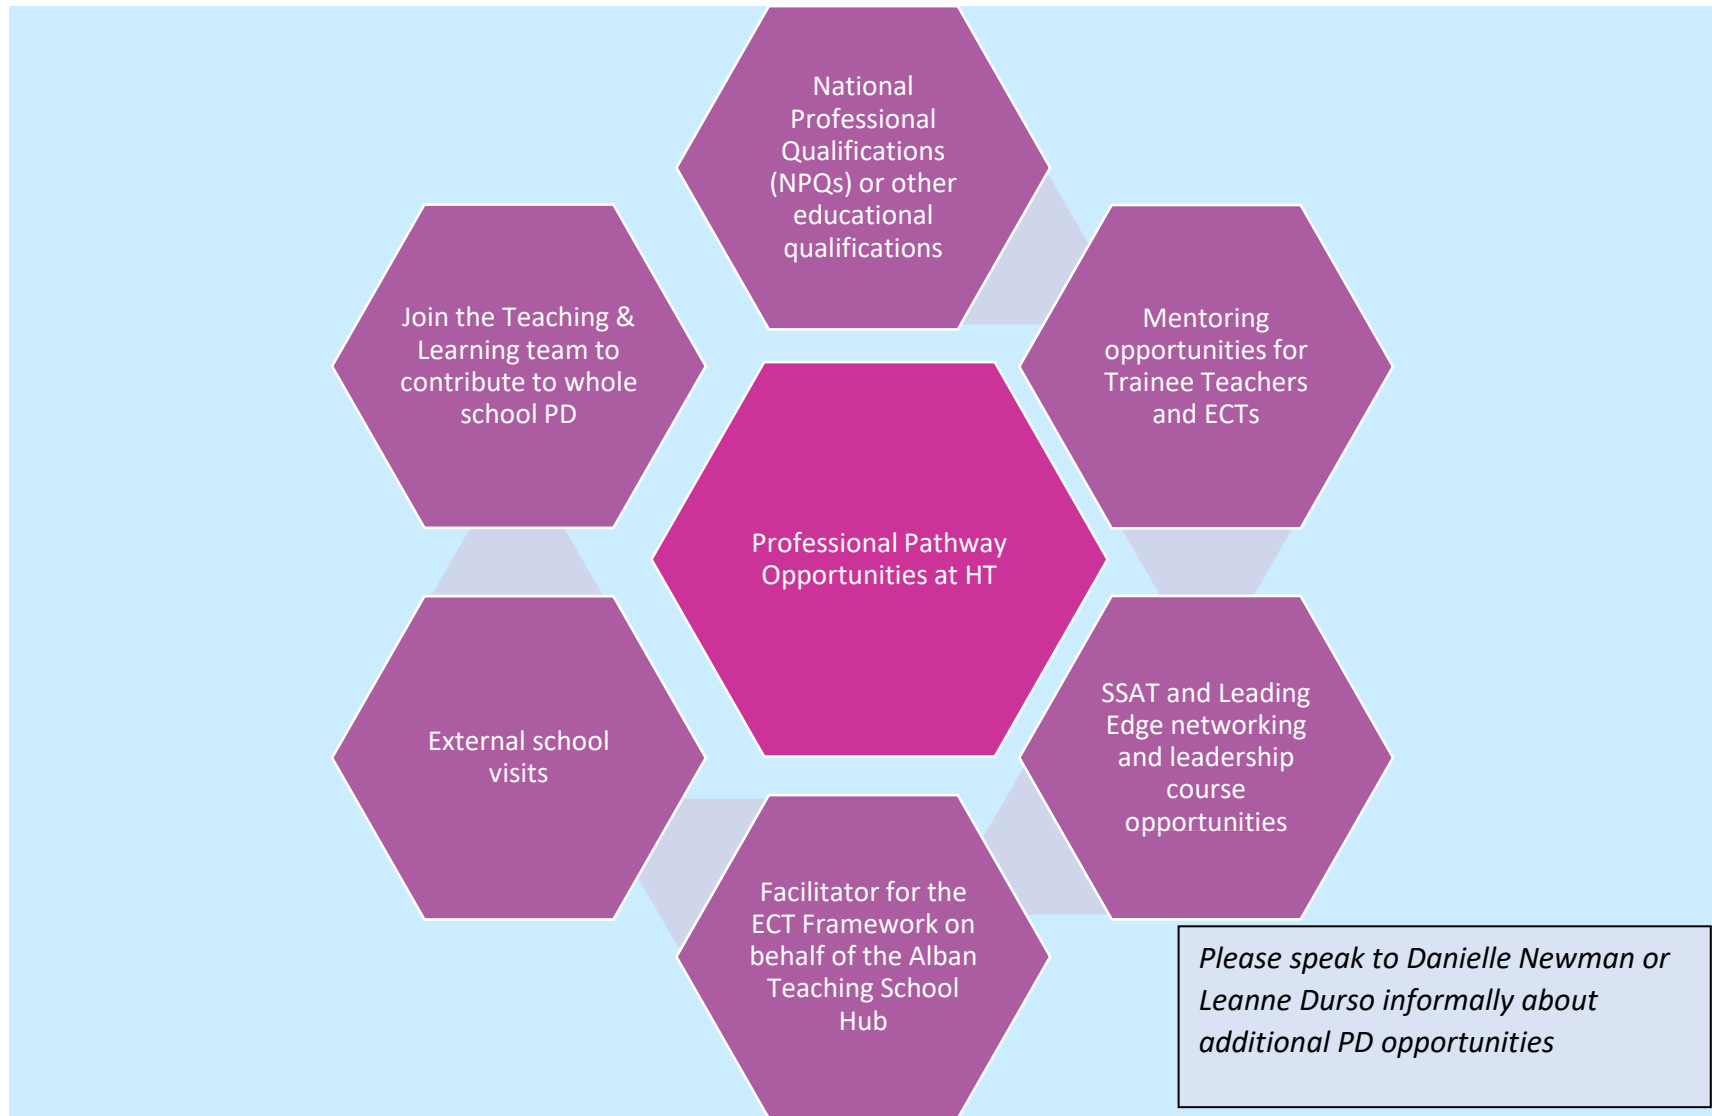 National
Professional
Qualifications
(NPQs) or other
educational
qualifications
Join the Teaching &
Learning team to
contribute to whole
school PD
Mentoring
opportunities for
Trainee Teachers
and ECTs
Professional Pathway
Opportunities at HT
External school
visits
SSAT and Leading
Edge networking
and leadership
course
opportunities
Facilitator for the
ECT Framework on
behalf of the Alban
Teaching School
Hub
Please speak to Danielle Newman or
Leanne Durso informally about
additional PD opportunities